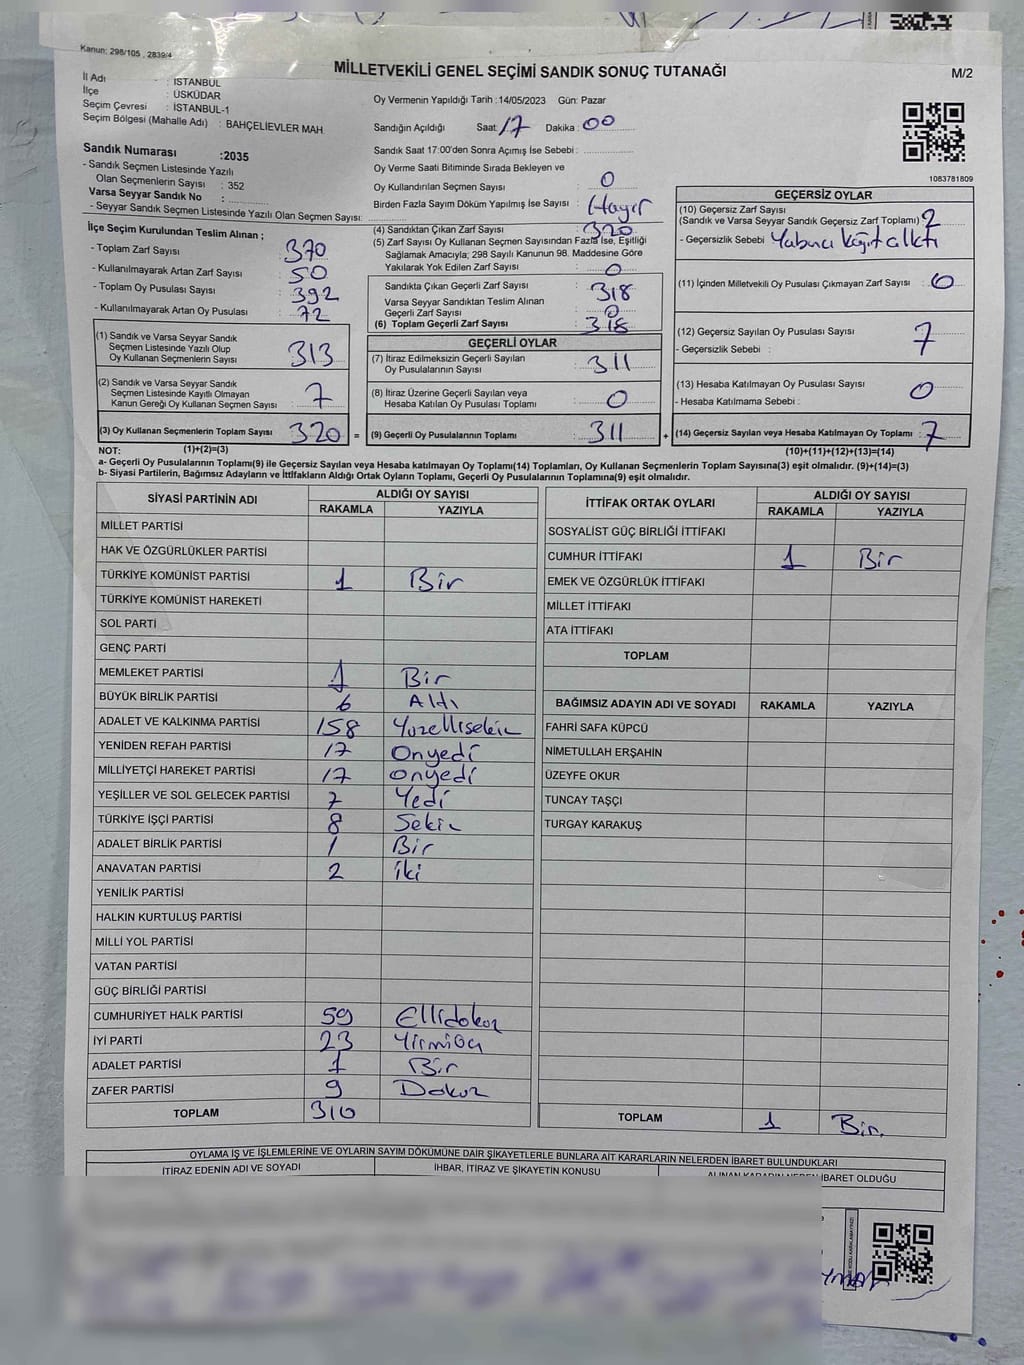 Kanun: 298/105 , 2839/4
MİLLETVEKİLİ GENEL SEÇİMİ SANDIK SONUÇ TUTANAĞI
M/2
İl Adı : İSTANBUL
İlçe : ÜSKÜDAR
Seçim Çevresi : İSTANBUL-1
Seçim Bölgesi (Mahalle Adı) : BAHÇELİEVLER MAH
Oy Vermenin Yapıldığı Tarih :14/05/2023 Gün: Pazar
Sandığın Açıldığı Saat: 17 Dakika : 00
Sandık Saat 17:00'den Sonra Açımış İse Sebebi :
Sandık Numarası :2035
- Sandık Seçmen Listesinde Yazılı
Olan Seçmenlerin Sayısı : 352
Varsa Seyyar Sandık No :
- Seyyar Sandık Seçmen Listesinde Yazılı Olan Seçmen Sayısı:
Oy Verme Saati Bitiminde Sırada Bekleyen ve
Oy Kullandırılan Seçmen Sayısı : 0
Birden Fazla Sayım Döküm Yapılmış İse Sayısı : Hayır
1083781809
İlçe Seçim Kurulundan Teslim Alınan ;
- Toplam Zarf Sayısı : 370
- Kullanılmayarak Artan Zarf Sayısı : 50
- Toplam Oy Pusulası Sayısı : 392
- Kullanılmayarak Artan Oy Pusulası : 72
(4) Sandıktan Çıkan Zarf Sayısı : 320
(5) Zarf Sayısı Oy Kullanan Seçmen Sayısından Fazla İse, Eşitliği
Sağlamak Amacıyla; 298 Sayılı Kanunun 98. Maddesine Göre
Yakılarak Yok Edilen Zarf Sayısı : 0
Sandıkta Çıkan Geçerli Zarf Sayısı : 318
Varsa Seyyar Sandıktan Teslim Alınan
Geçerli Zarf Sayısı : 0
(6) Toplam Geçerli Zarf Sayısı : 318
GEÇERSİZ OYLAR
(10) Geçersiz Zarf Sayısı
(Sandık ve Varsa Seyyar Sandık Geçersiz Zarf Toplamı) : 2
- Geçersizlik Sebebi : Yabancı kağıt çıktı
(11) İçinden Milletvekili Oy Pusulası Çıkmayan Zarf Sayısı : 0
(12) Geçersiz Sayılan Oy Pusulası Sayısı : 7
- Geçersizlik Sebebi :
(13) Hesaba Katılmayan Oy Pusulası Sayısı : 0
- Hesaba Katılmama Sebebi :
(14) Geçersiz Sayılan veya Hesaba Katılmayan Oy Toplamı : 7
(10)+(11)+(12)+(13)=(14)
(1) Sandık ve Varsa Seyyar
Sandık Seçmen Listesinde Yazılı Olup
Oy Kullanan Seçmenlerin Sayısı : 313
(2) Sandık ve Varsa Seyyar Sandık
Seçmen Listesinde Kayıtlı Olmayan
Kanun Gereği Oy Kullanan Seçmen Sayısı : 7
(3) Oy Kullanan Seçmenlerin Toplam Sayısı : 320 =
(1)+(2)=(3)
GEÇERLİ OYLAR
(7) İtiraz Edilmeksizin Geçerli Sayılan
Oy Pusulalarının Sayısı : 311
(8) İtiraz Üzerine Geçerli Sayılan veya
Hesaba Katılan Oy Pusulası Toplamı : 0
(9) Geçerli Oy Pusulalarının Toplamı : 311 +
NOT:
a- Geçerli Oy Pusulalarının Toplamı(9) ile Geçersiz Sayılan veya Hesaba katılmayan Oy Toplamı(14) Toplamları, Oy Kullanan Seçmenlerin Toplam Sayısına(3) eşit olmalıdır. (9)+(14)=(3)
b- Siyasi Partilerin, Bağımsız Adayların ve İttifakların Aldığı Ortak Oyların Toplamı, Geçerli Oy Pusulalarının Toplamına(9) eşit olmalıdır.
SİYASİ PARTİNİN ADI ALDIĞI OY SAYISI
RAKAMLA YAZIYLA
MİLLET PARTİSİ
HAK VE ÖZGÜRLÜKLER PARTİSİ
TÜRKİYE KOMÜNİST PARTİSİ 1 Bir
TÜRKİYE KOMÜNİST HAREKETİ
SOL PARTİ
GENÇ PARTİ
MEMLEKET PARTİSİ 1 Bir
BÜYÜK BİRLİK PARTİSİ 6 Altı
ADALET VE KALKINMA PARTİSİ 158 Yüzellisekiz
YENİDEN REFAH PARTİSİ 17 Onyedi
MİLLİYETÇİ HAREKET PARTİSİ 17 onyedi
YEŞİLLER VE SOL GELECEK PARTİSİ 7 Yedi
TÜRKİYE İŞÇİ PARTİSİ 8 Sekiz
ADALET BİRLİK PARTİSİ 1 Bir
ANAVATAN PARTİSİ 2 iki
YENİLİK PARTİSİ
HALKIN KURTULUŞ PARTİSİ
MİLLİ YOL PARTİSİ
VATAN PARTİSİ
GÜÇ BİRLİĞİ PARTİSİ
CUMHURİYET HALK PARTİSİ 59 Ellidokuz
İYİ PARTİ 23 Yirmiüç
ADALET PARTİSİ 1 Bir
ZAFER PARTİSİ 9 Dokuz
TOPLAM 310
İTTİFAK ORTAK OYLARI ALDIĞI OY SAYISI
RAKAMLA YAZIYLA
SOSYALİST GÜÇ BİRLİĞİ İTTİFAKI
CUMHUR İTTİFAKI 1 Bir
EMEK VE ÖZGÜRLÜK İTTİFAKI
MİLLET İTTİFAKI
ATA İTTİFAKI
TOPLAM
BAĞIMSIZ ADAYIN ADI VE SOYADI RAKAMLA YAZIYLA
FAHRİ SAFA KÜPCÜ
NİMETULLAH ERŞAHİN
ÜZEYFE OKUR
TUNCAY TAŞÇI
TURGAY KARAKUŞ
TOPLAM 1 Bir.
OYLAMA İŞ VE İŞLEMLERİNE VE OYLARIN SAYIM DÖKÜMÜNE DAİR ŞİKAYETLERLE BUNLARA AİT KARARLARIN NELERDEN İBARET BULUNDUKLARI
İTİRAZ EDENİN ADI VE SOYADI İHBAR, İTİRAZ VE ŞİKAYETİN KONUSU ALINAN KARARIN NEDEN İBARET OLDUĞU